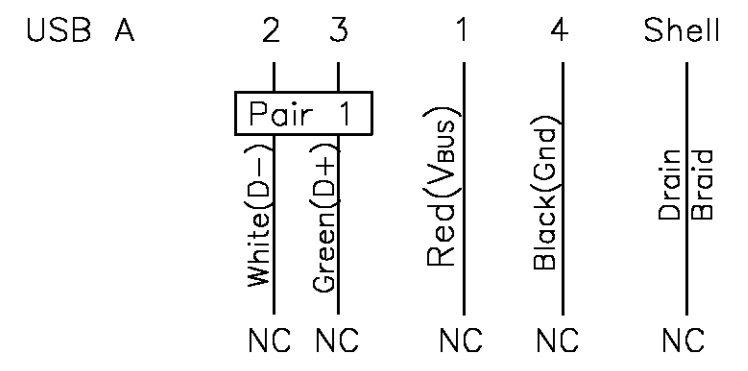 USB A 2 3 1 4 Shell
Pair 1
White(D−)
Green(D+)
Red(VBUS)
Black(Gnd)
Drain
Braid
NC NC NC NC NC